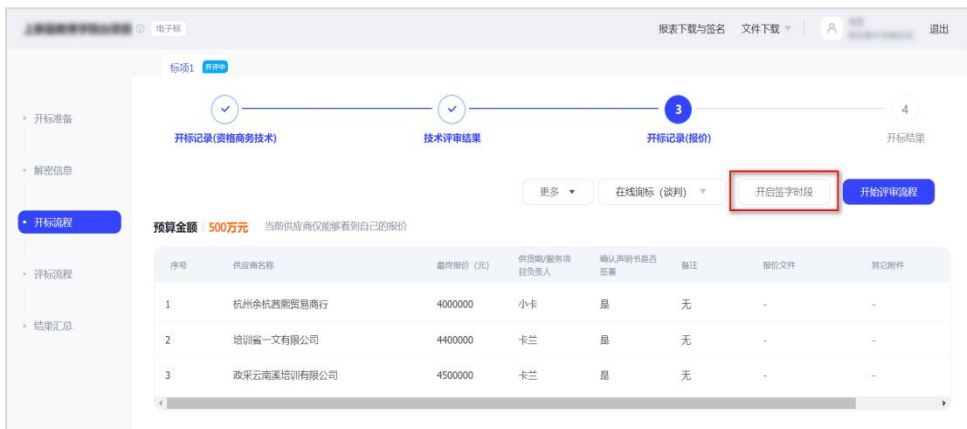 电子标
报表下载与签名 文件下载 退出
标项1 开评中
3 4
开标记录(资格商务技术) 技术评审结果 开标记录(报价) 开标结果
开标准备
解密信息
开标流程
评标流程
结果汇总
更多 在线询标（谈判） 开启签字时段 开始评审流程
预算金额 500万元 当前供应商仅能够看到自己的报价
序号 供应商名称 最终报价（元） 供货期/服务项目负责人 确认声明书是否签署 备注 报价文件 其它附件
1 杭州余杭茜熙贸易商行 4000000 小卡 是 无 - -
2 培训省一文有限公司 4400000 卡兰 是 无 - -
3 政采云南溪培训有限公司 4500000 卡兰 是 无 - -